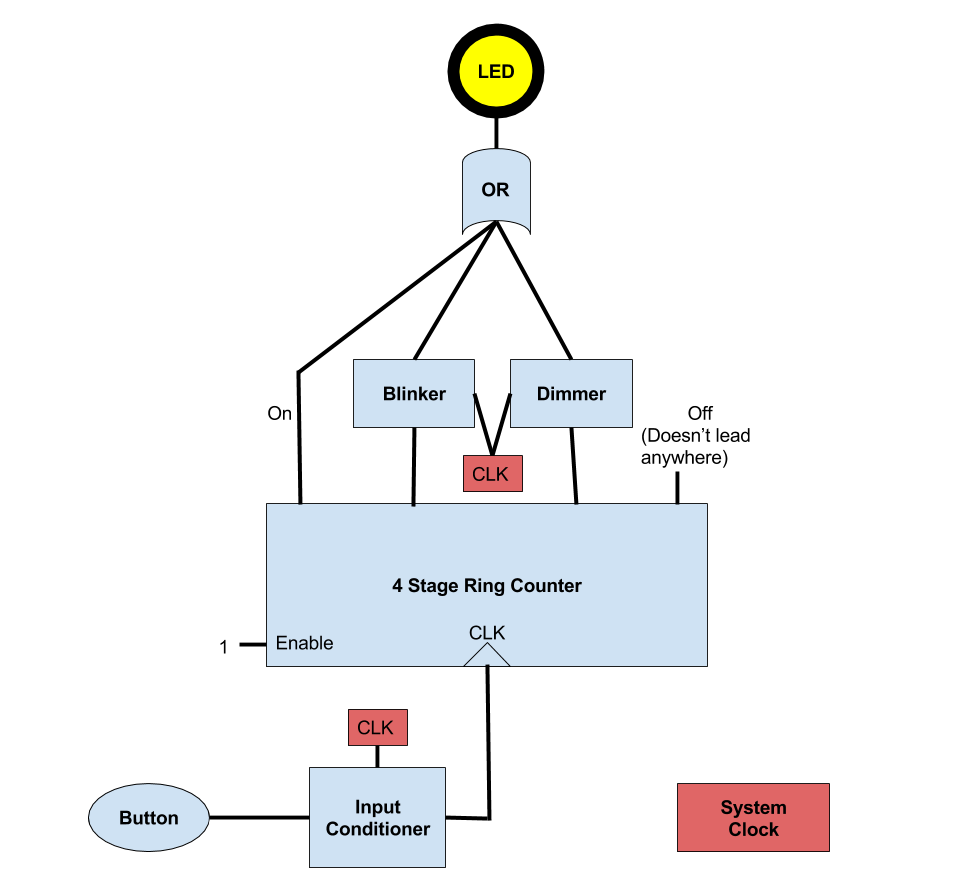 LED
OR
Blinker
Dimmer
On
Off
(Doesn't lead
anywhere)
CLK
4 Stage Ring Counter
CLK
1
Enable
CLK
Button
Input
Conditioner
System
Clock